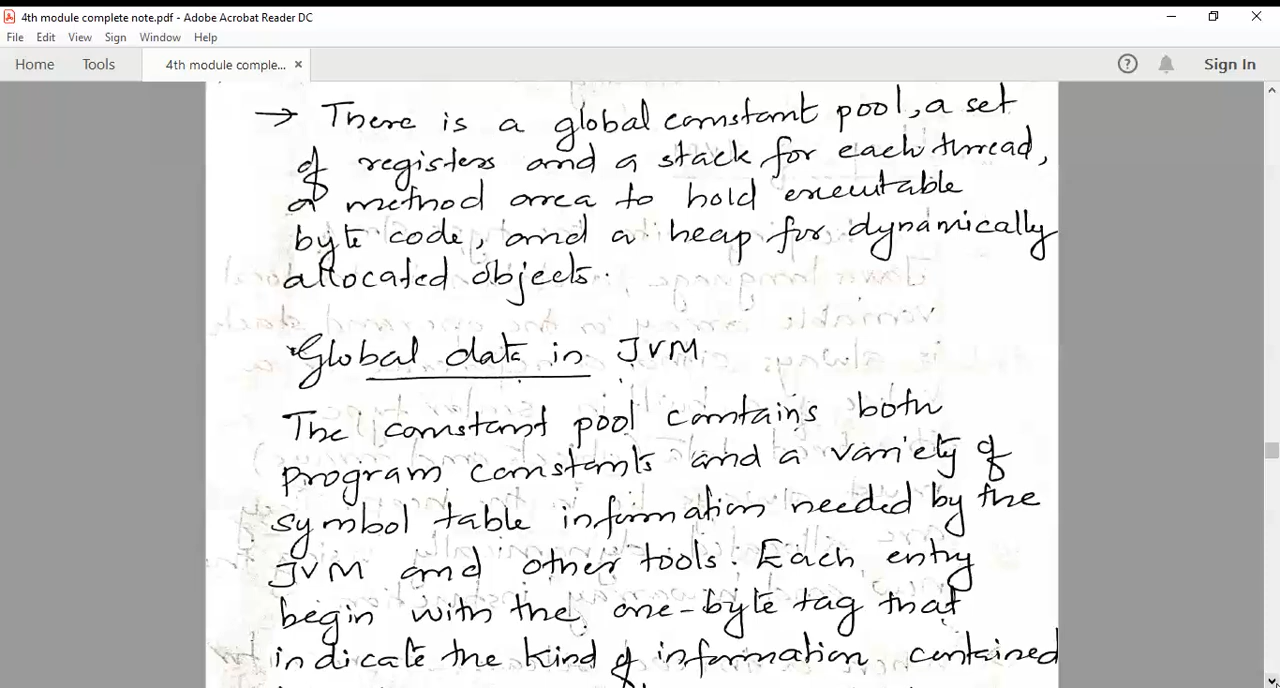 4th module complete note.pdf - Adobe Acrobat Reader DC
File Edit View Sign Window Help
Home Tools 4th module comple... × Sign In
→ There is a global constant pool, a set
of registers and a stack for each thread,
a method area to hold executable
byte code, and a heap for dynamically
allocated objects.
Global data in JVM
The constant pool contains both
program constants and a variety of
symbol table information needed by the
JVM and other tools. Each entry
begin with the one-byte tag that
indicate the kind of information contained